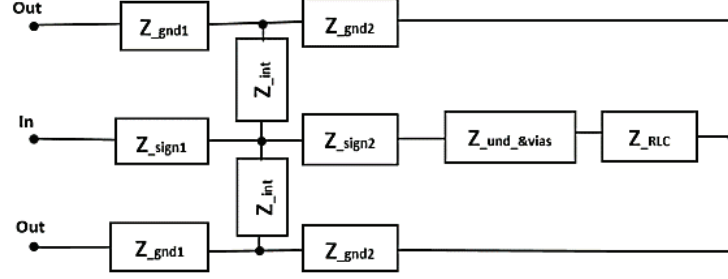 Out
Z_gnd1
Z_gnd2
Z_int
In
Z_sign1
Z_sign2
Z_und_&vias
Z_RLC
Z_int
Out
Z_gnd1
Z_gnd2